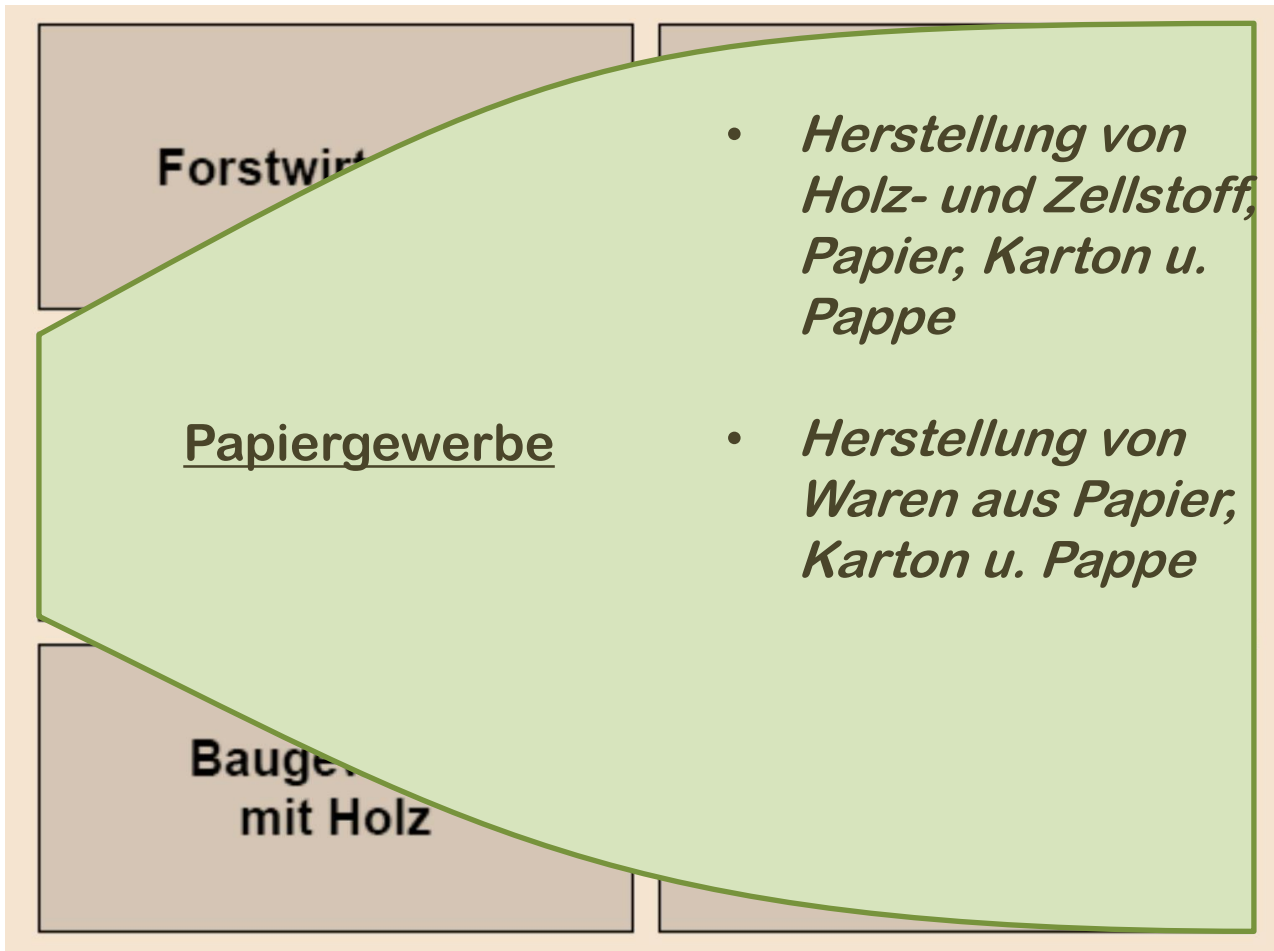 Papiergewerbe
• Herstellung von
Holz- und Zellstoff,
Papier, Karton u.
Pappe
• Herstellung von
Waren aus Papier,
Karton u. Pappe
mit Holz